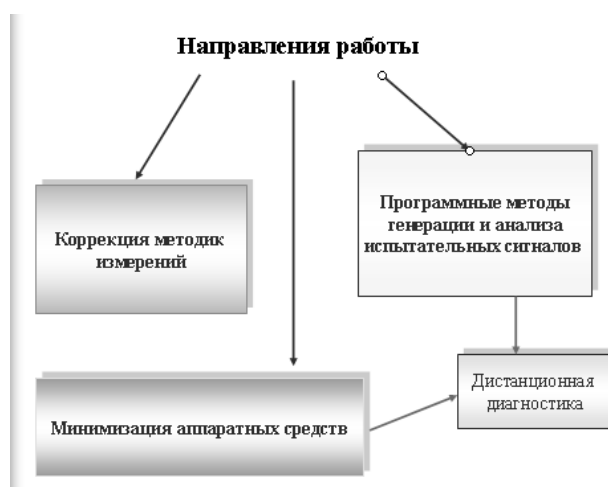 Направления работы
Коррекция методик
измерений
Программные методы
генерации и анализа
испытательных сигналов
Минимизация аппаратных средств
Дистанционная
диагностика